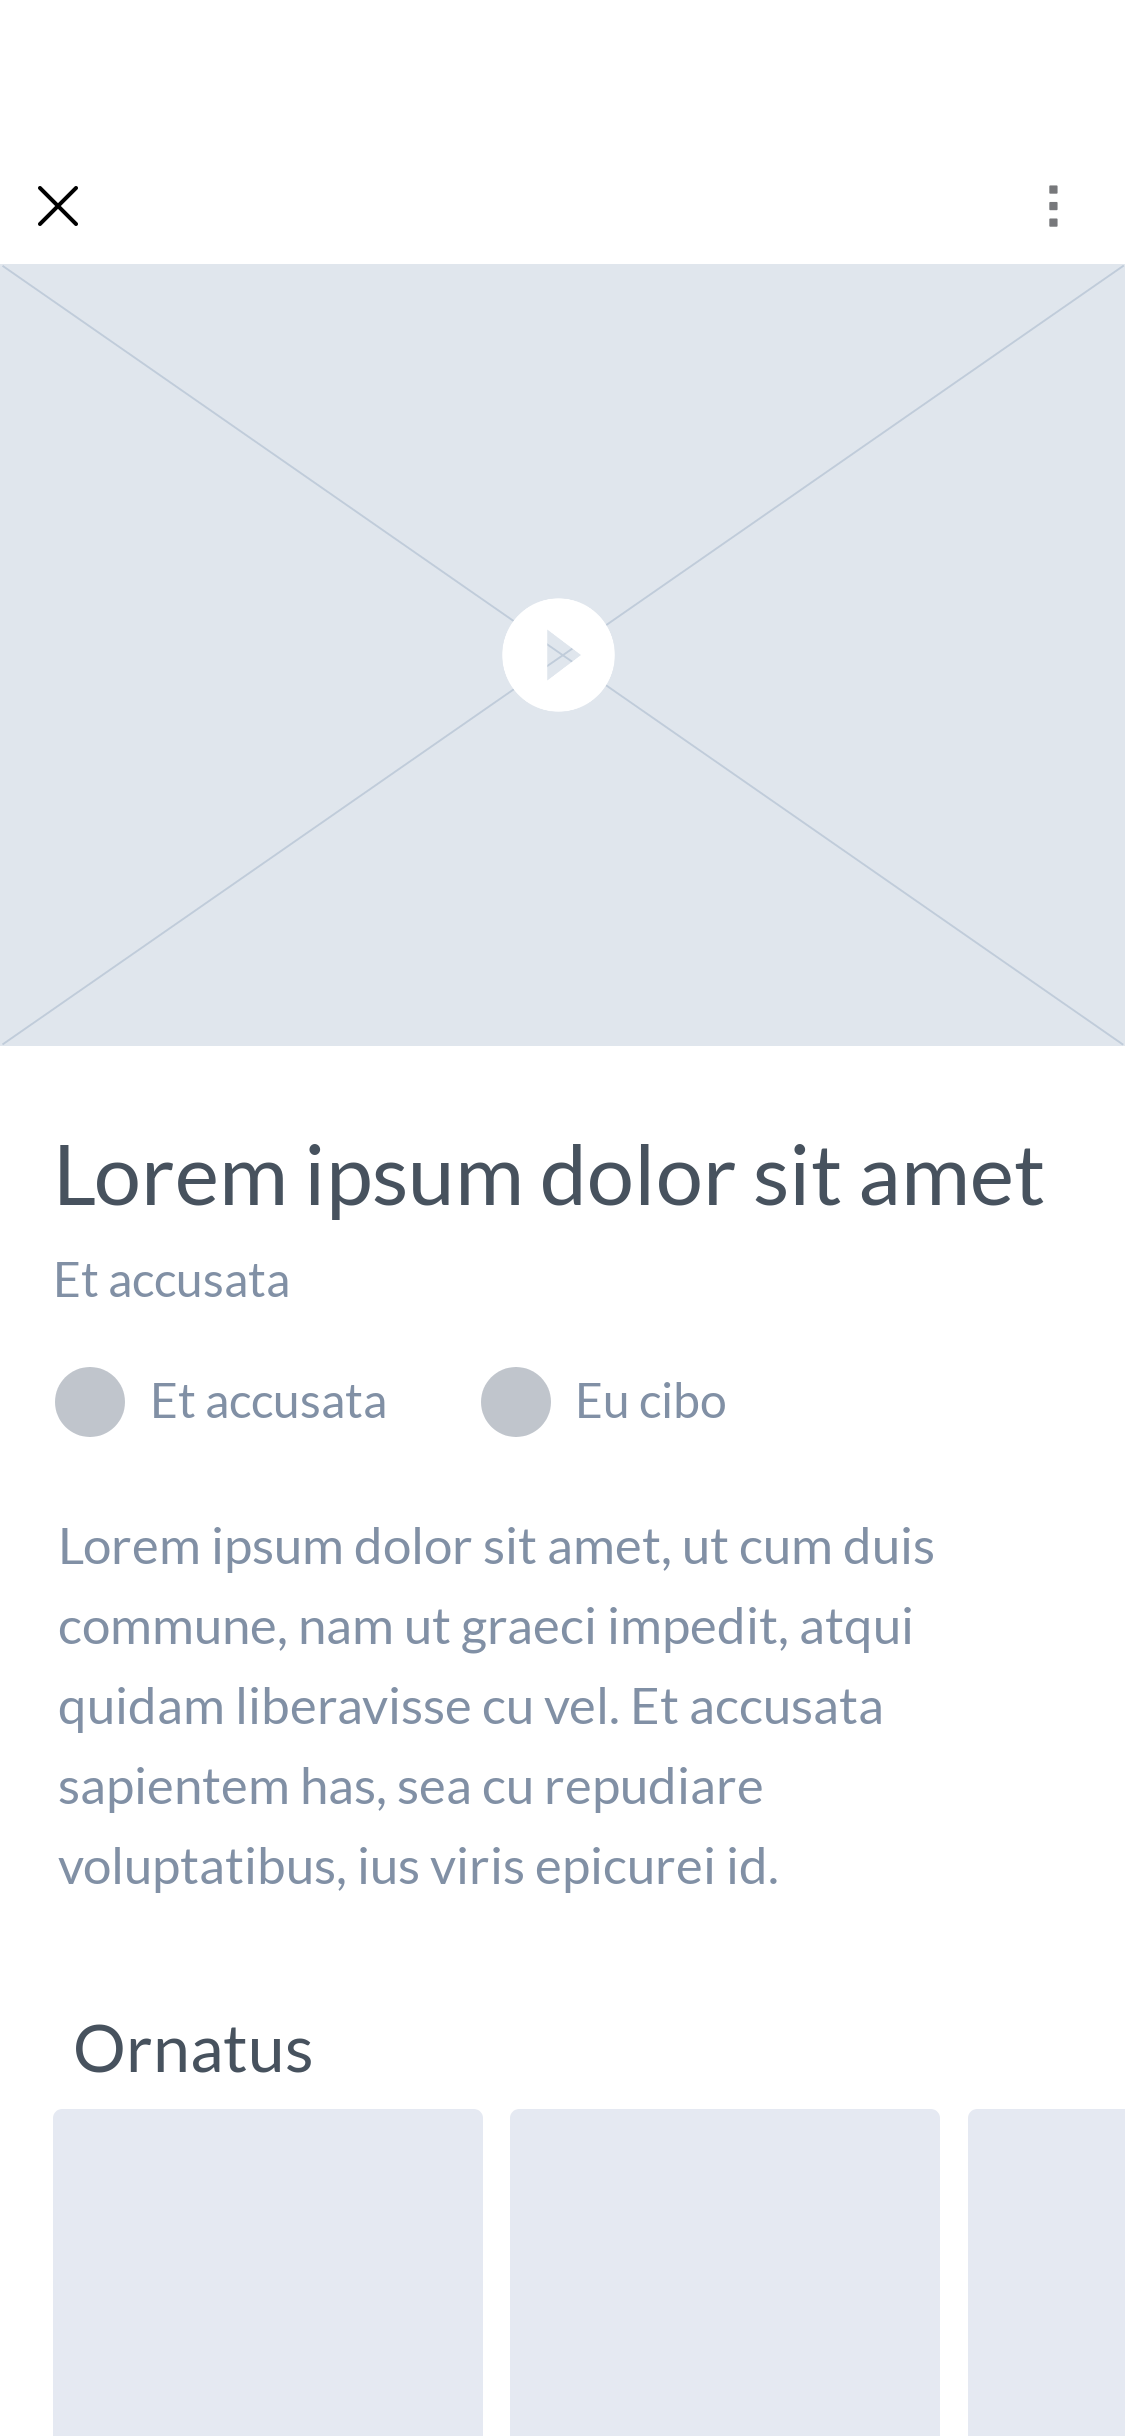 Lorem ipsum dolor sit amet
Et accusata
Et accusata
Eu cibo
Lorem ipsum dolor sit amet, ut cum duis
commune, nam ut graeci impedit, atqui
quidam liberavisse cu vel. Et accusata
sapientem has, sea cu repudiare
voluptatibus, ius viris epicurei id.
Ornatus